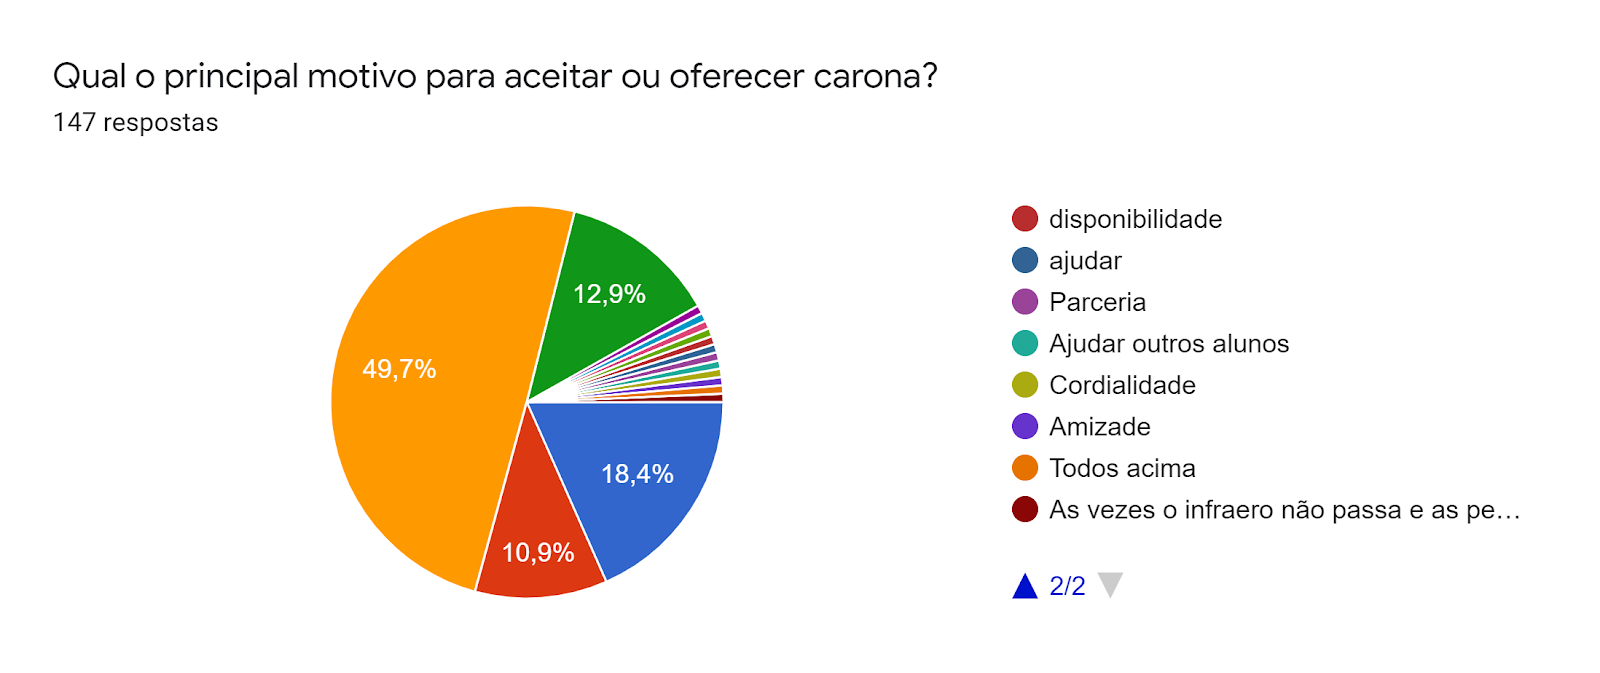 Qual o principal motivo para aceitar ou oferecer carona?
147 respostas
12,9%
49,7%
18,4%
10,9%
disponibilidade
ajudar
Parceria
Ajudar outros alunos
Cordialidade
Amizade
Todos acima
As vezes o infraero não passa e as pe…
2/2